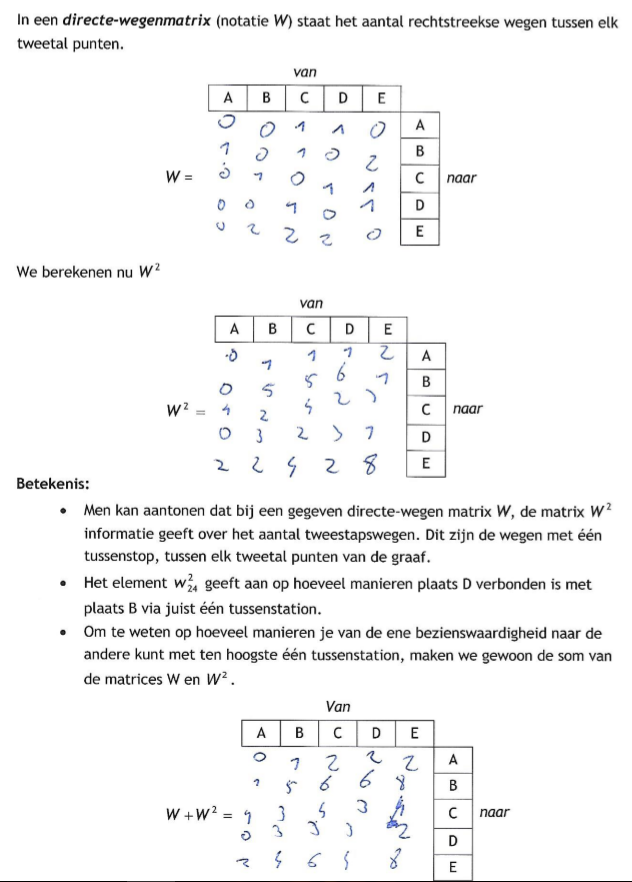 In een directe-wegenmatrix (notatie W) staat het aantal rechtstreekse wegen tussen elk
tweetal punten.
van
A B C D E
0 0 1 1 0 A
1 0 1 0 2 B
W = 0 1 0 1 1 C naar
0 0 1 0 1 D
0 2 2 2 0 E
We berekenen nu W²
van
A B C D E
0 1 1 1 2 A
0 5 5 6 1 B
W² = 1 2 4 2 3 C naar
0 3 2 3 1 D
2 2 4 2 8 E
Betekenis:
• Men kan aantonen dat bij een gegeven directe-wegen matrix W, de matrix W²
informatie geeft over het aantal tweestapswegen. Dit zijn de wegen met één
tussenstop, tussen elk tweetal punten van de graaf.
• Het element w²₂₄ geeft aan op hoeveel manieren plaats D verbonden is met
plaats B via juist één tussenstation.
• Om te weten op hoeveel manieren je van de ene bezienswaardigheid naar de
andere kunt met ten hoogste één tussenstation, maken we gewoon de som van
de matrices W en W².
Van
A B C D E
0 1 2 2 2 A
1 5 6 6 8 B
W + W² = 1 3 4 3 4 C naar
0 3 3 3 2 D
2 4 6 4 8 E